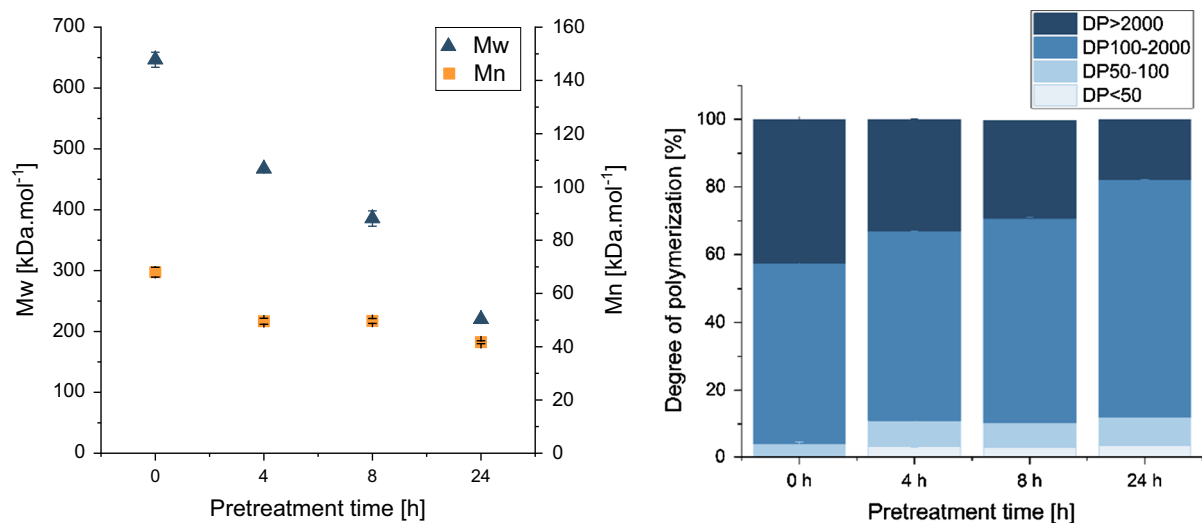 700
600
500
400
300
200
100
0
Mw [kDa.mol-1]
160
140
120
100
80
60
40
20
0
Mn [kDa.mol-1]
Mw
Mn
0 4 8 24
Pretreatment time [h]
DP>2000
DP100-2000
DP50-100
DP<50
100
80
60
40
20
0
Degree of polymerization [%]
0 h 4 h 8 h 24 h
Pretreatment time [h]